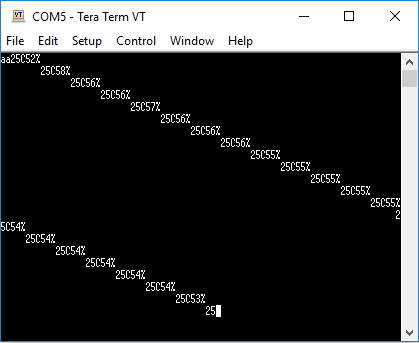 COM5 - Tera Term VT
File Edit Setup Control Window Help
aa25C52%
25C58%
25C56%
25C56%
25C57%
25C56%
25C56%
25C56%
25C55%
25C55%
25C55%
25C55%
25C55%
2
5C54%
25C54%
25C54%
25C54%
25C54%
25C54%
25C53%
25